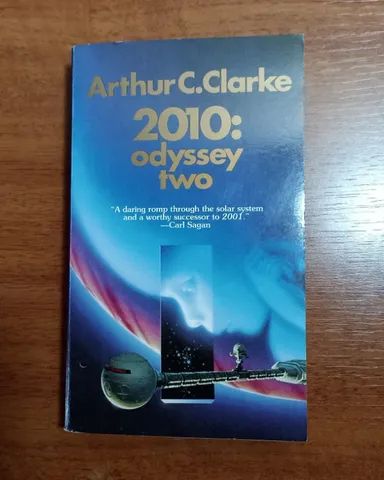 Arthur C. Clarke
2010:
odyssey
two
"A daring romp through the solar system
and a worthy successor to 2001."
—Carl Sagan